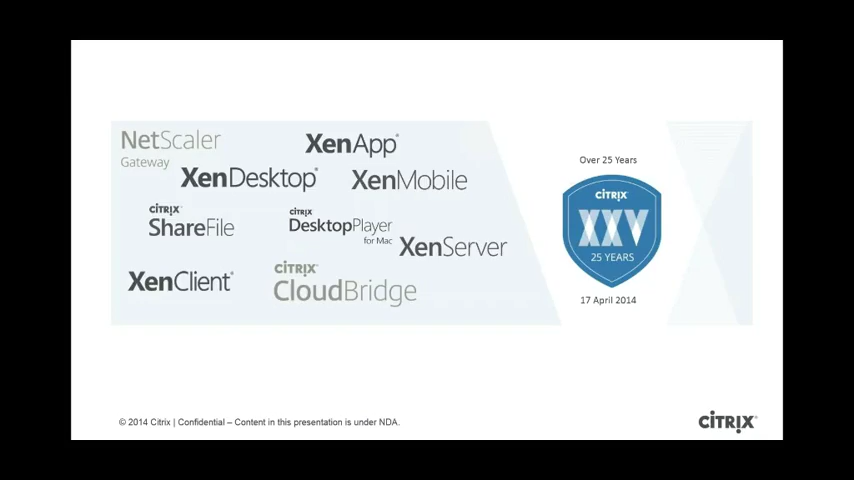 NetScaler
Gateway
XenApp®
XenDesktop®
XenMobile
CITRIX®
ShareFile
CITRIX®
DesktopPlayer
for Mac
XenServer
XenClient®
CITRIX®
CloudBridge
Over 25 Years
CITRIX®
XXV
25 YEARS
17 April 2014
© 2014 Citrix | Confidential – Content in this presentation is under NDA.
CITRIX®